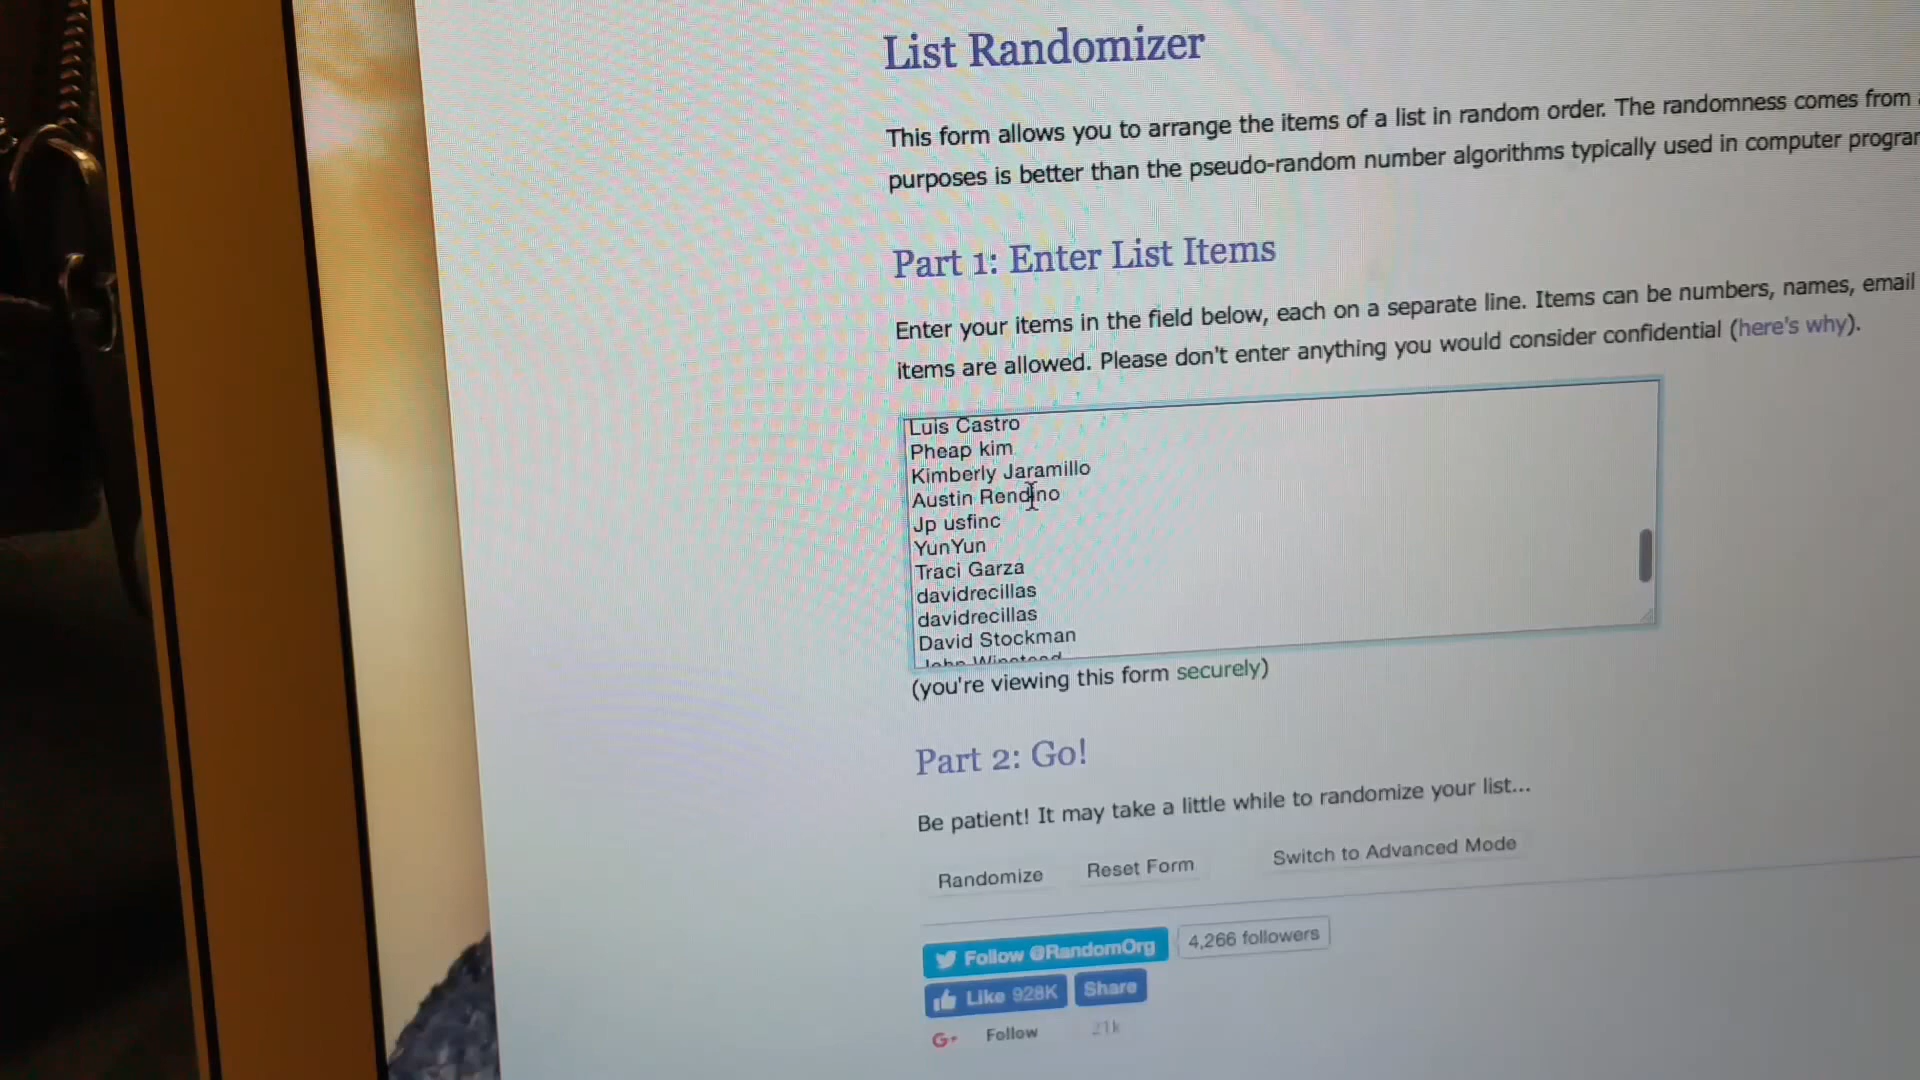 List Randomizer
This form allows you to arrange the items of a list in random order. The randomness comes from
purposes is better than the pseudo-random number algorithms typically used in computer
Part 1: Enter List Items
Enter your items in the field below, each on a separate line. Items can be numbers, names, email
items are allowed. Please don't enter anything you would consider confidential (here's why).
Luis Castro
Pheap kim
Kimberly Jaramillo
Austin Rendino
Jp usfinc
YunYun
Traci Garza
davidrecillas
davidrecillas
David Stockman
John
(you're viewing this form securely)
Part 2: Go!
Be patient! It may take a little while to randomize your list...
Randomize Reset Form Switch to Advanced Mode
Follow @RandomOrg 4,266 followers
Like 928K Share
G+ Follow 21k